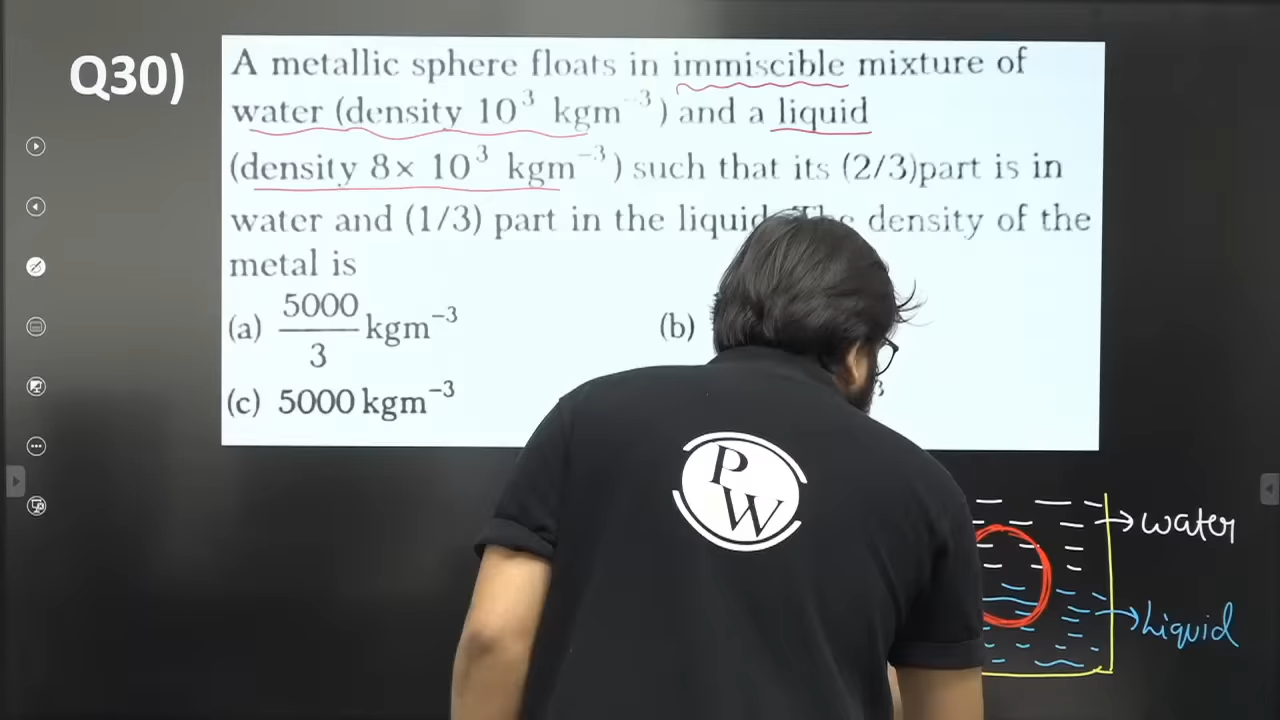 Q30)
A metallic sphere floats in immiscible mixture of
water (density 10³ kgm⁻³) and a liquid
(density 8× 10³ kgm⁻³) such that its (2/3)part is in
water and (1/3) part in the liquid. The density of the
metal is
(a) 5000/3 kgm⁻³
(b)
(c) 5000 kgm⁻³
3
PW
water
Liquid